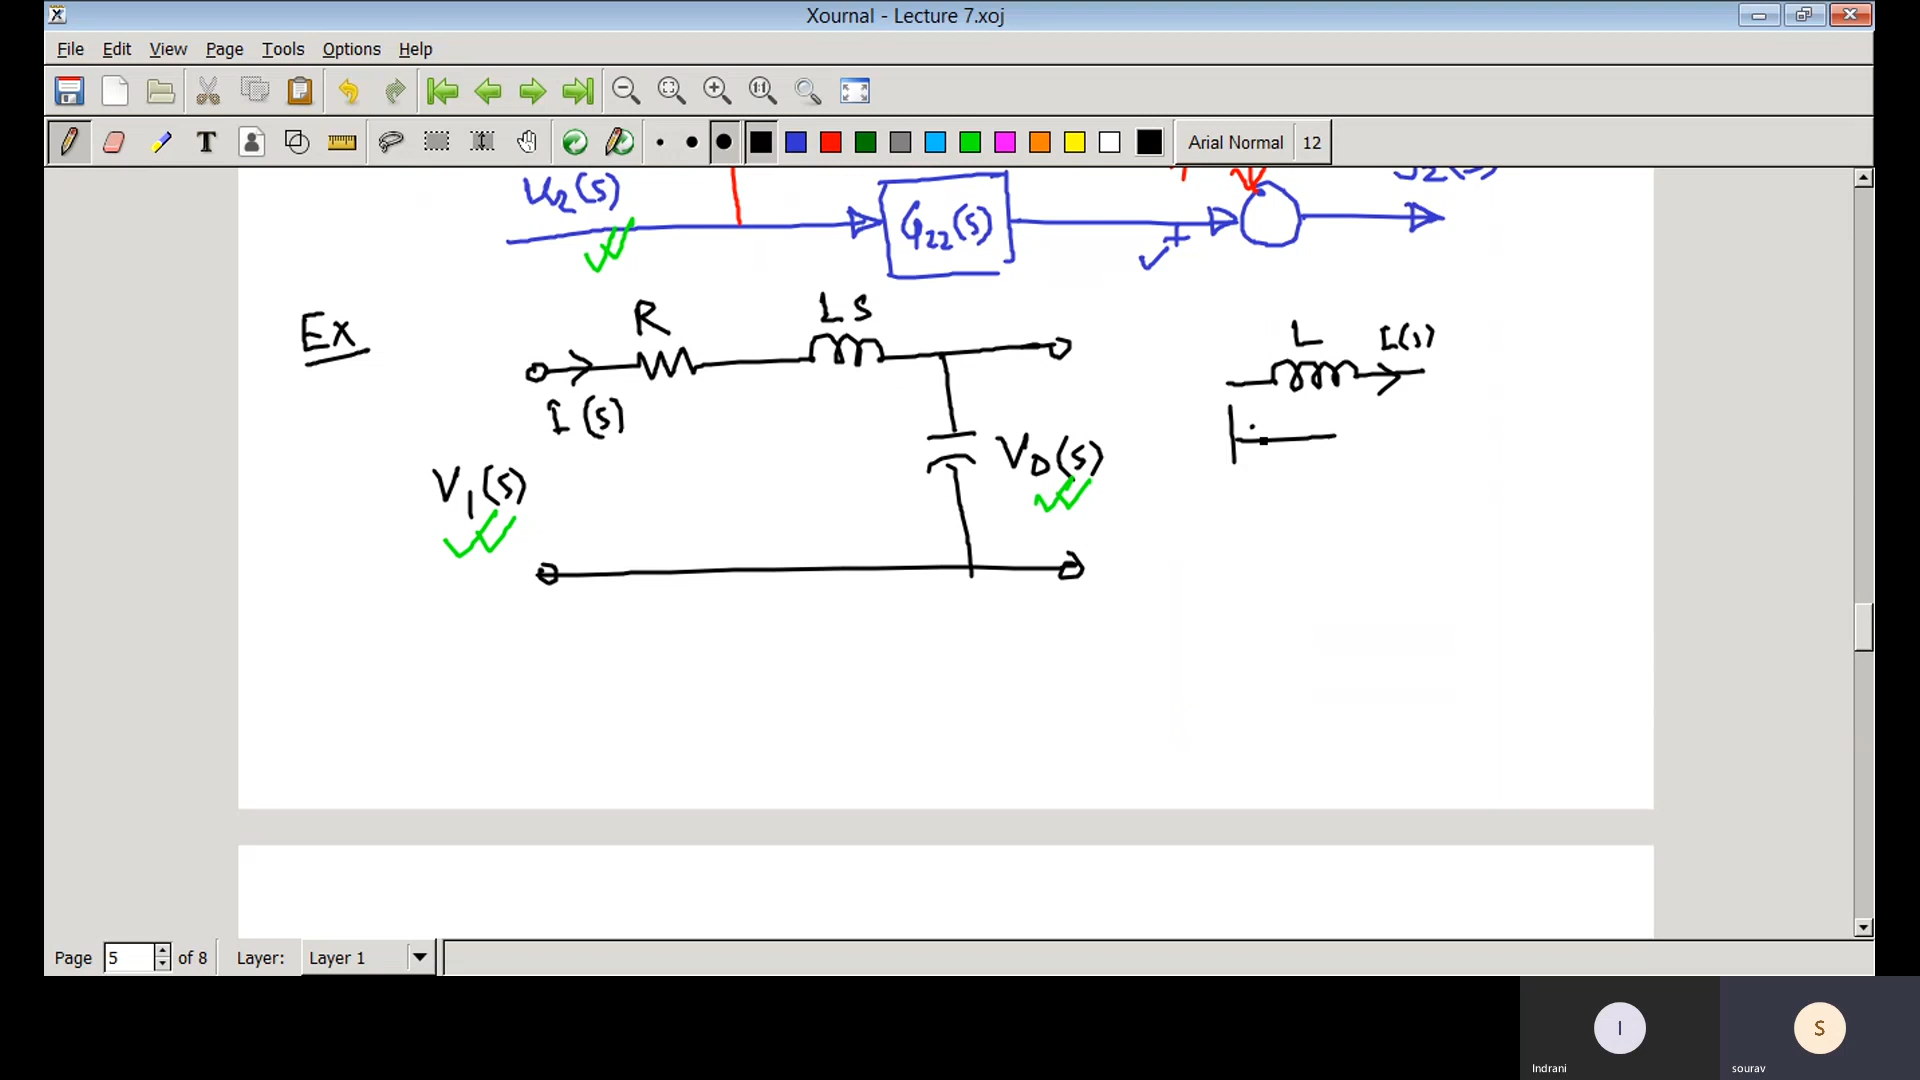 Xournal - Lecture 7.xoj
File Edit View Page Tools Options Help
Arial Normal 12
U2(s)
G22(s)
+
Ex
R
LS
L
I(s)
I(s)
V1(s)
VO(s)
Page 5 of 8 Layer: Layer 1
I
S
Indrani
sourav